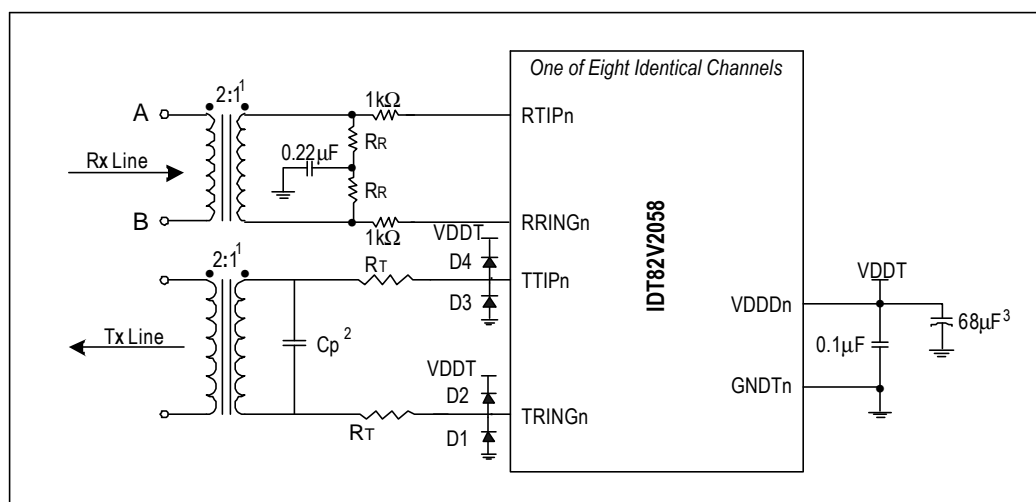 One of Eight Identical Channels
2:1¹
A
1kΩ
RTIPn
RR
0.22μF
Rx Line
RR
B
1kΩ
RRINGn
VDDT
2:1¹
RT
D4
TTIPn
D3
Tx Line
Cp²
VDDT
D2
TRINGn
RT
D1
IDT82V2058
VDDT
VDDDn
68μF³
0.1μF
GNDTn